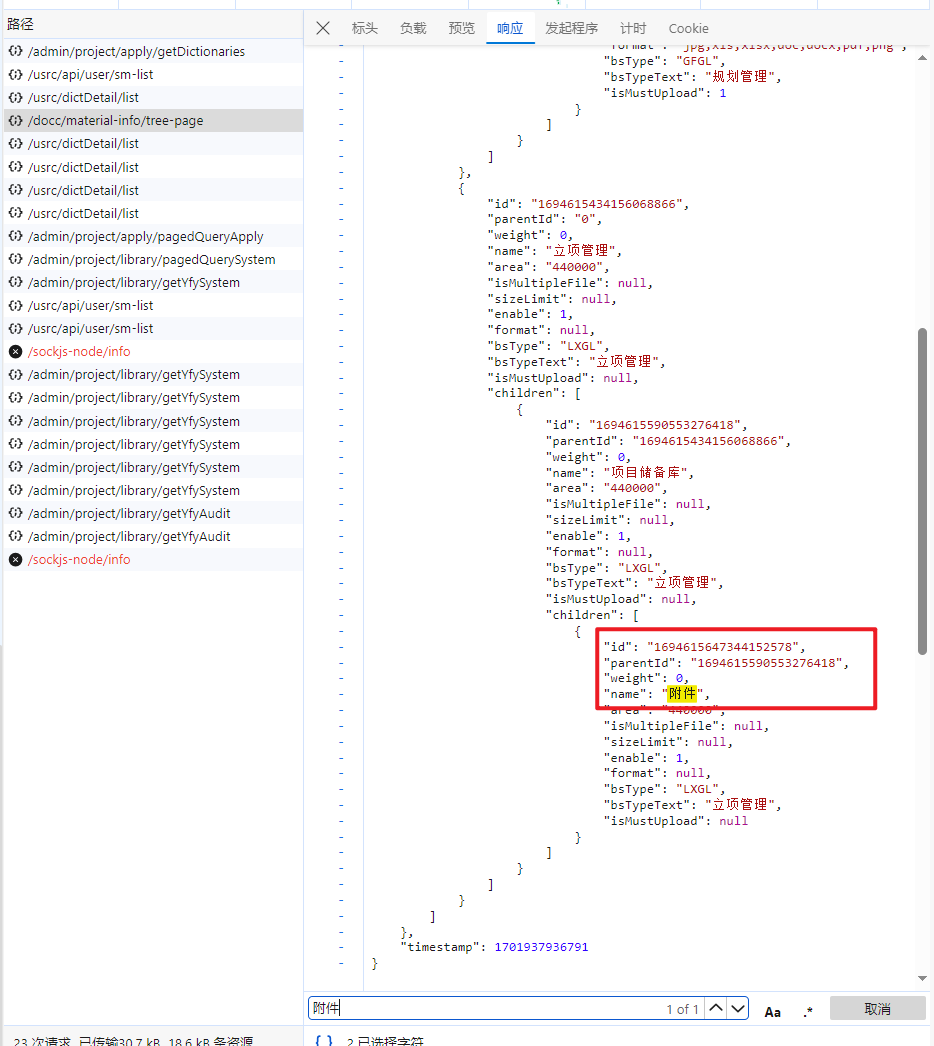 路径
/admin/project/apply/getDictionaries
/usrc/api/user/sm-list
/usrc/dictDetail/list
/docc/material-info/tree-page
/usrc/dictDetail/list
/usrc/dictDetail/list
/usrc/dictDetail/list
/usrc/dictDetail/list
/admin/project/apply/pagedQueryApply
/admin/project/library/pagedQuerySystem
/admin/project/library/getYfySystem
/usrc/api/user/sm-list
/usrc/api/user/sm-list
/sockjs-node/info
/admin/project/library/getYfySystem
/admin/project/library/getYfySystem
/admin/project/library/getYfySystem
/admin/project/library/getYfySystem
/admin/project/library/getYfySystem
/admin/project/library/getYfySystem
/admin/project/library/getYfyAudit
/admin/project/library/getYfyAudit
/sockjs-node/info
23 次请求 已传输30.7 kB 18.6 kB 条资源
标头 负载 预览 响应 发起程序 计时 Cookie
"format": "jpg,xls,xlsx,doc,docx,pdf,png",
"bsType": "GFGL",
"bsTypeText": "规划管理",
"isMustUpload": 1
}
]
}
]
},
{
"id": "1694615434156068866",
"parentId": "0",
"weight": 0,
"name": "立项管理",
"area": "440000",
"isMultipleFile": null,
"sizeLimit": null,
"enable": 1,
"format": null,
"bsType": "LXGL",
"bsTypeText": "立项管理",
"isMustUpload": null,
"children": [
{
"id": "1694615590553276418",
"parentId": "1694615434156068866",
"weight": 0,
"name": "项目储备库",
"area": "440000",
"isMultipleFile": null,
"sizeLimit": null,
"enable": 1,
"format": null,
"bsType": "LXGL",
"bsTypeText": "立项管理",
"isMustUpload": null,
"children": [
{
"id": "1694615647344152578",
"parentId": "1694615590553276418",
"weight": 0,
"name": "附件",
"area": "440000",
"isMultipleFile": null,
"sizeLimit": null,
"enable": 1,
"format": null,
"bsType": "LXGL",
"bsTypeText": "立项管理",
"isMustUpload": null
}
]
}
]
}
]
},
"timestamp": 1701937936791
}
附件 1 of 1 Aa .* 取消
{ } 2 已选择字符